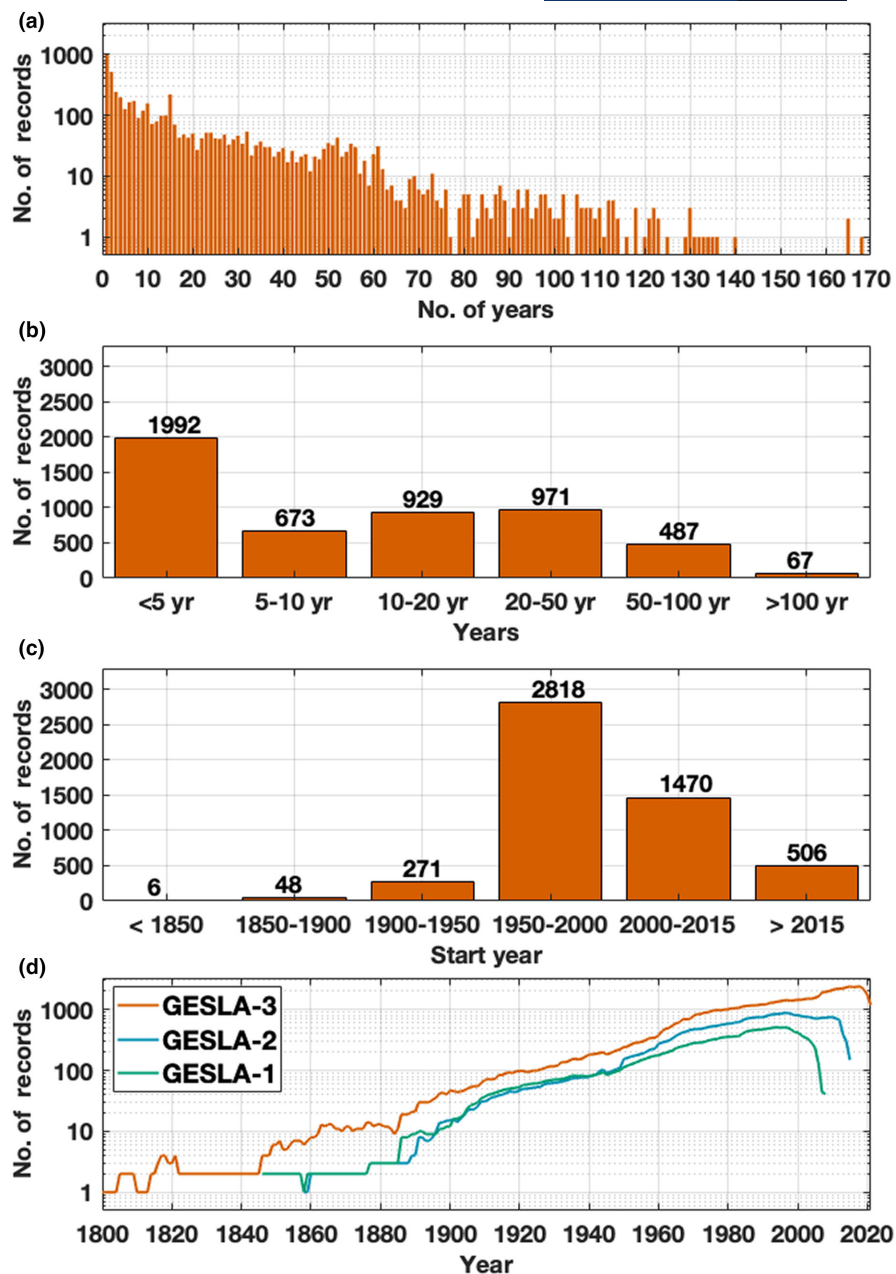 (a)
No. of records
1000
100
10
1
0 10 20 30 40 50 60 70 80 90 100 110 120 130 140 150 160 170
No. of years
(b)
No. of records
3000
2500
2000
1500
1000
500
0
1992
673
929
971
487
67
<5 yr 5-10 yr 10-20 yr 20-50 yr 50-100 yr >100 yr
Years
(c)
No. of records
3000
2500
2000
1500
1000
500
0
6
48
271
2818
1470
506
< 1850 1850-1900 1900-1950 1950-2000 2000-2015 > 2015
Start year
(d)
No. of records
1000
100
10
1
GESLA-3
GESLA-2
GESLA-1
1800 1820 1840 1860 1880 1900 1920 1940 1960 1980 2000 2020
Year